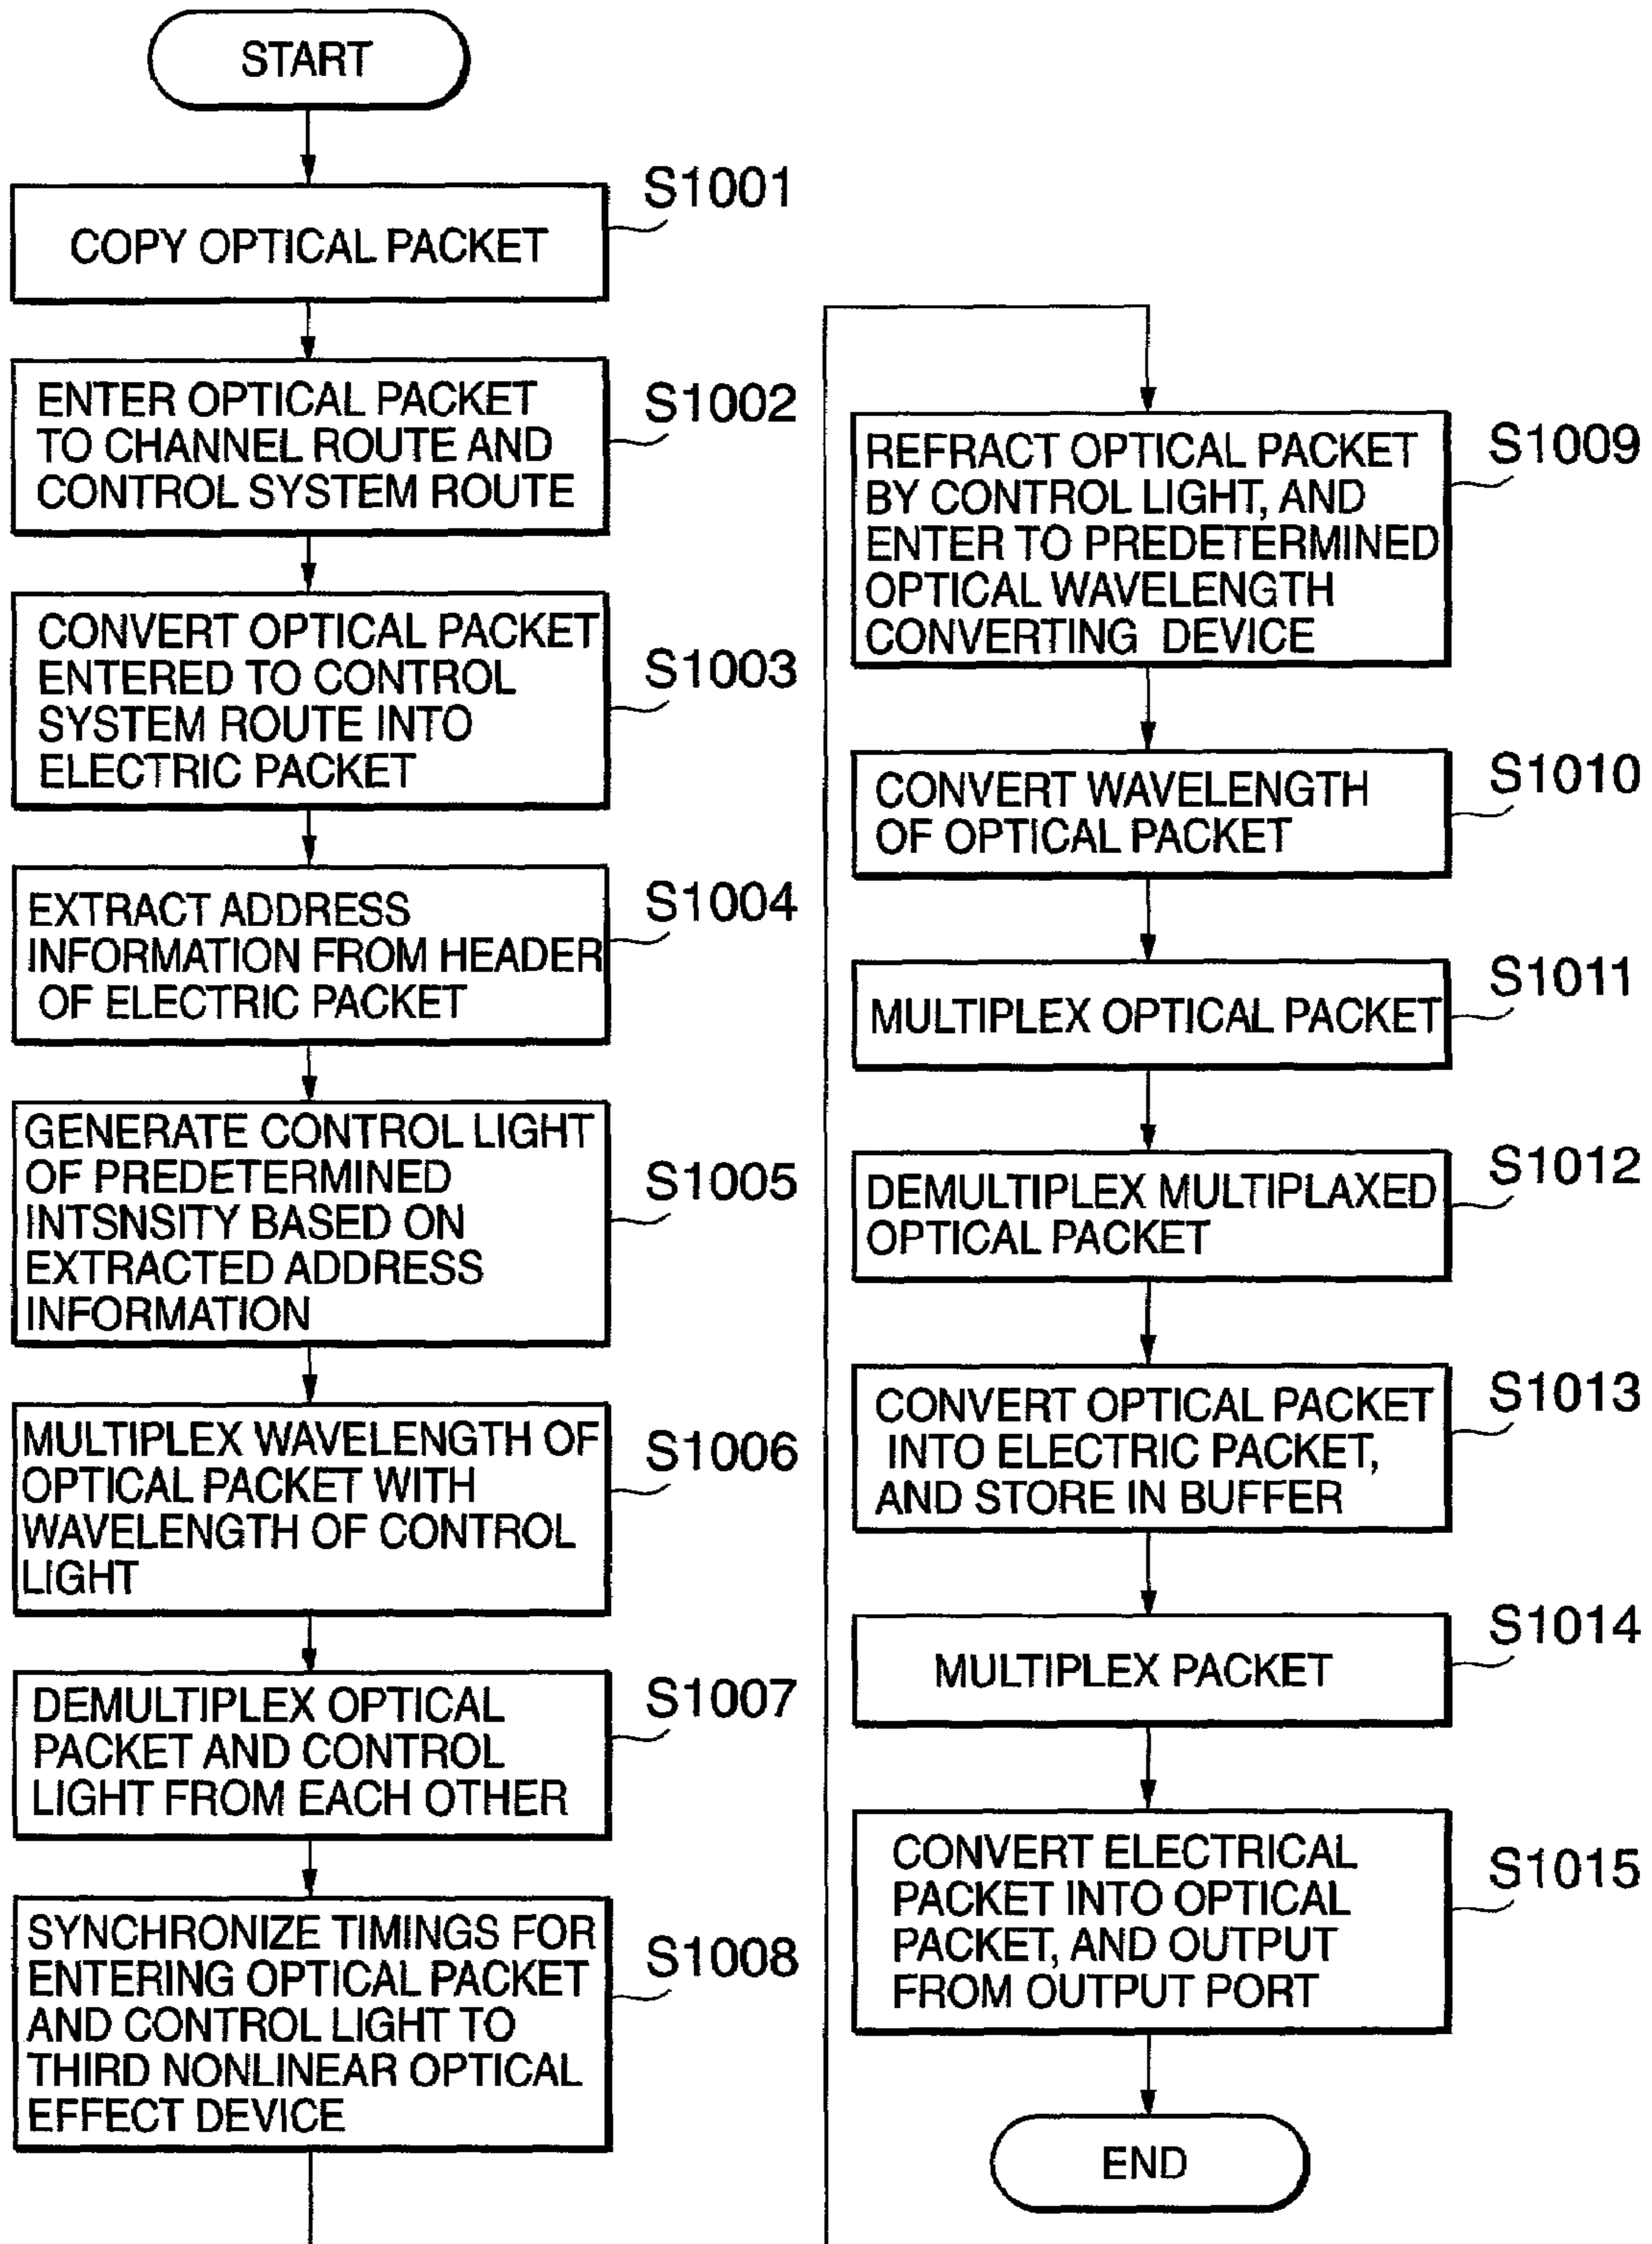 START
S1001
COPY OPTICAL PACKET
S1002
ENTER OPTICAL PACKET
TO CHANNEL ROUTE AND
CONTROL SYSTEM ROUTE
S1003
CONVERT OPTICAL PACKET
ENTERED TO CONTROL
SYSTEM ROUTE INTO
ELECTRIC PACKET
S1004
EXTRACT ADDRESS
INFORMATION FROM HEADER
OF ELECTRIC PACKET
S1005
GENERATE CONTROL LIGHT
OF PREDETERMINED
INTSNSITY BASED ON
EXTRACTED ADDRESS
INFORMATION
S1006
MULTIPLEX WAVELENGTH OF
OPTICAL PACKET WITH
WAVELENGTH OF CONTROL
LIGHT
S1007
DEMULTIPLEX OPTICAL
PACKET AND CONTROL
LIGHT FROM EACH OTHER
S1008
SYNCHRONIZE TIMINGS FOR
ENTERING OPTICAL PACKET
AND CONTROL LIGHT TO
THIRD NONLINEAR OPTICAL
EFFECT DEVICE
S1009
REFRACT OPTICAL PACKET
BY CONTROL LIGHT, AND
ENTER TO PREDETERMINED
OPTICAL WAVELENGTH
CONVERTING DEVICE
S1010
CONVERT WAVELENGTH
OF OPTICAL PACKET
S1011
MULTIPLEX OPTICAL PACKET
S1012
DEMULTIPLEX MULTIPLAXED
OPTICAL PACKET
S1013
CONVERT OPTICAL PACKET
INTO ELECTRIC PACKET,
AND STORE IN BUFFER
S1014
MULTIPLEX PACKET
S1015
CONVERT ELECTRICAL
PACKET INTO OPTICAL
PACKET, AND OUTPUT
FROM OUTPUT PORT
END